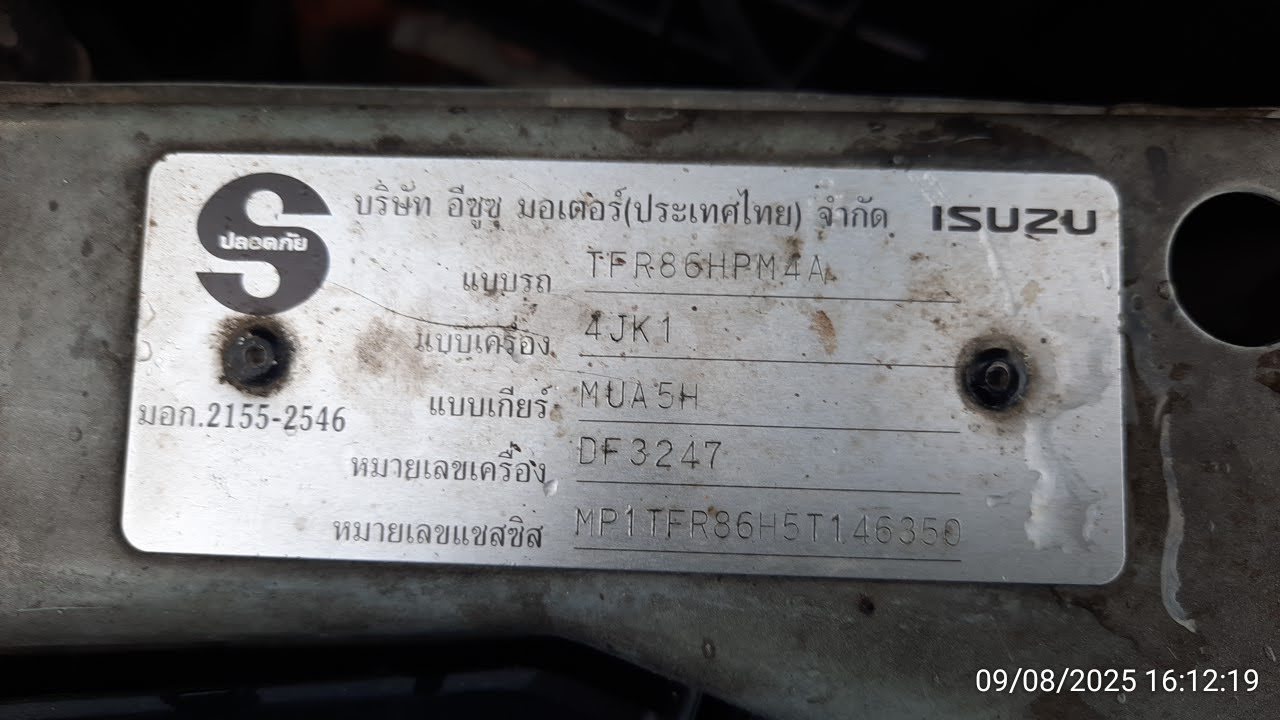 ปลอดภัย
บริษัท อีซูซุ มอเตอร์(ประเทศไทย) จำกัด ISUZU
แบบรถ TFR86HPM4A
แบบเครื่อง 4JK1
แบบเกียร์ MUA5H
มอก.2155-2546
หมายเลขเครื่อง DF3247
หมายเลขแชสซิส MP1TFR86H5T146350
09/08/2025 16:12:19